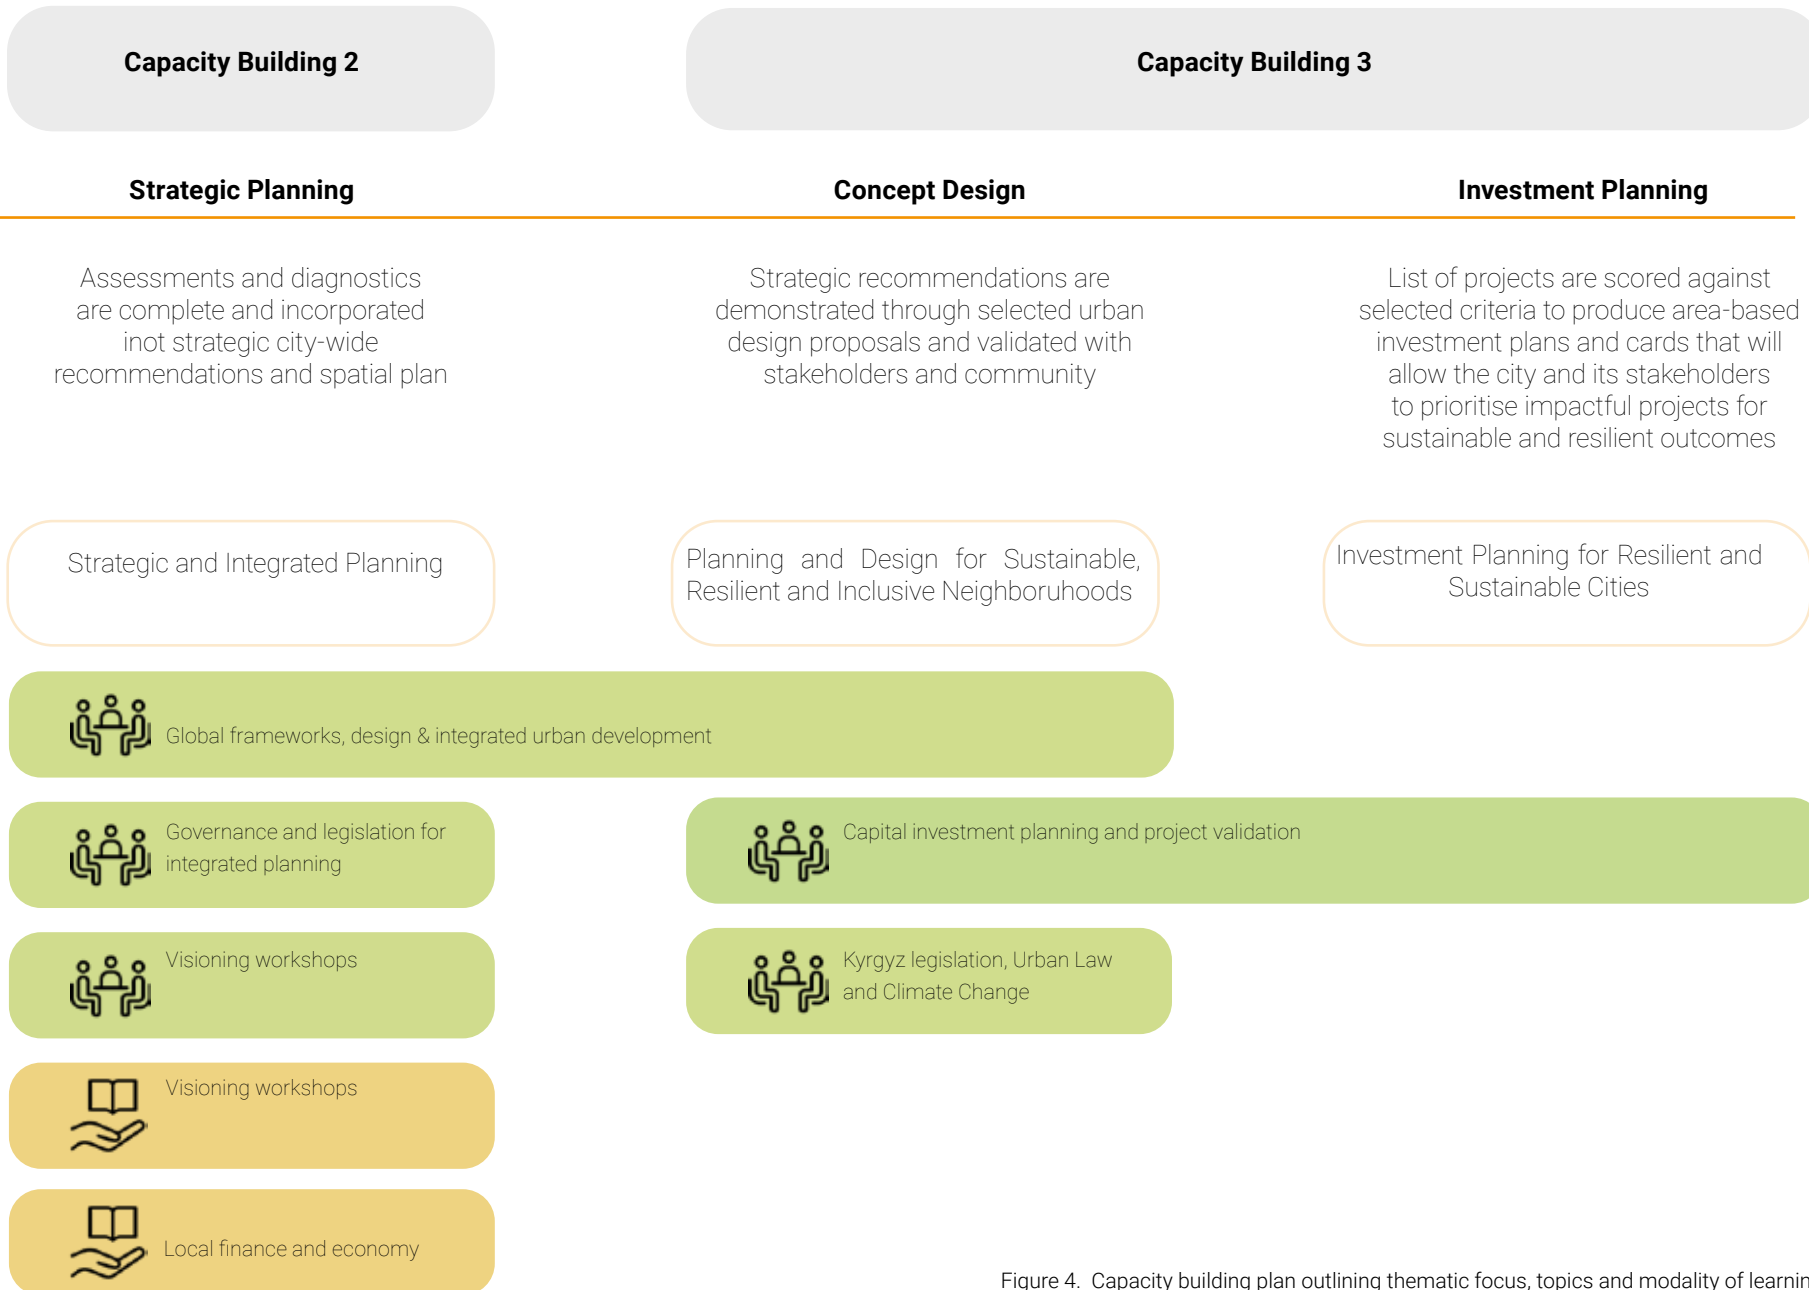 Capacity Building 2
Capacity Building 3
Strategic Planning
Concept Design
Investment Planning
Assessments and diagnostics
are complete and incorporated
inot strategic city-wide
recommendations and spatial plan
Strategic recommendations are
demonstrated through selected urban
design proposals and validated with
stakeholders and community
List of projects are scored against
selected criteria to produce area-based
investment plans and cards that will
allow the city and its stakeholders
to prioritise impactful projects for
sustainable and resilient outcomes
Strategic and Integrated Planning
Planning and Design for Sustainable,
Resilient and Inclusive Neighboruhoods
Investment Planning for Resilient and
Sustainable Cities
Global frameworks, design & integrated urban development
Governance and legislation for
integrated planning
Capital investment planning and project validation
Visioning workshops
Kyrgyz legislation, Urban Law
and Climate Change
Visioning workshops
Local finance and economy
Figure 4. Capacity building plan outlining thematic focus, topics and modality of learnin